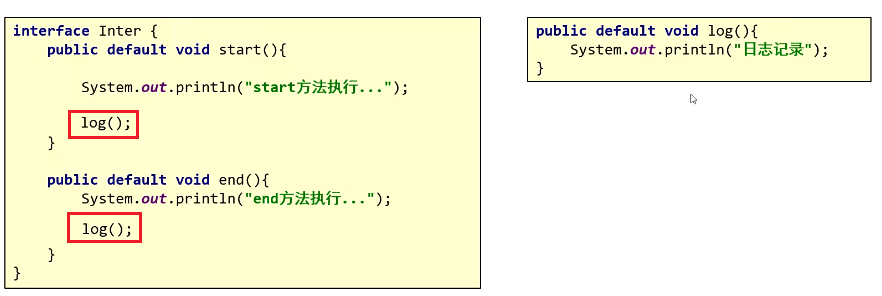 interface Inter {
public default void start(){
System.out.println("start方法执行...");
log();
}
public default void end(){
System.out.println("end方法执行...");
log();
}
}
public default void log(){
System.out.println("日志记录");
}